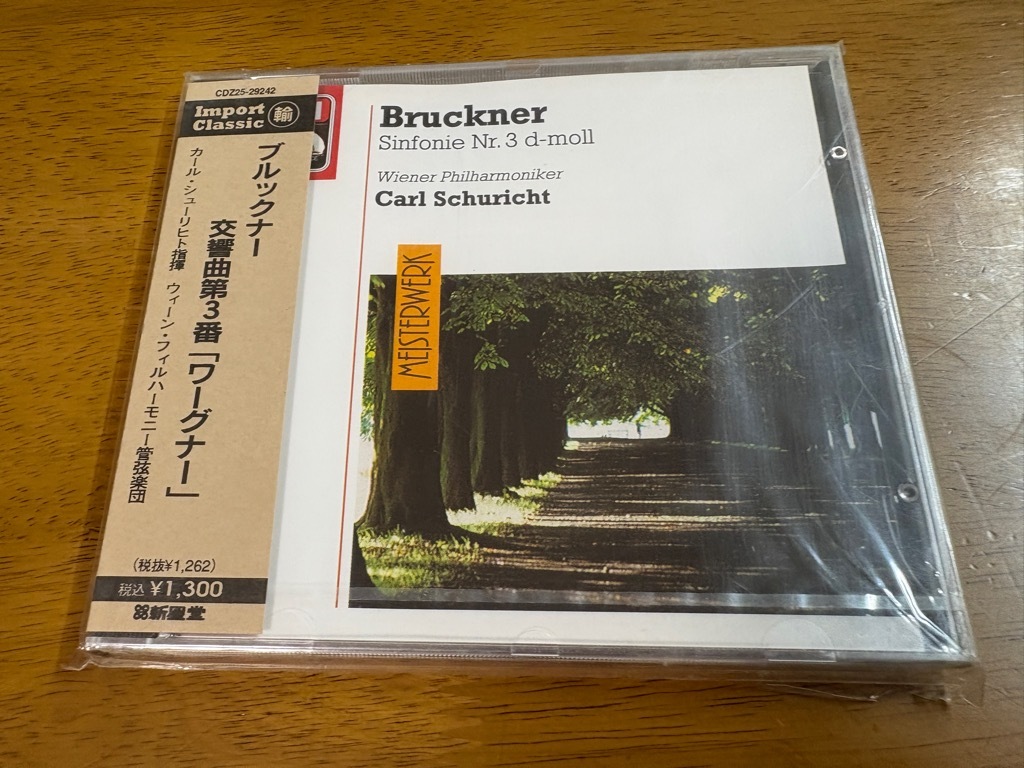 CDZ25-29242
Import
Classic
輸
ブルックナー
交響曲第3番「ワーグナー」
カール・シューリヒト指揮 ウィーン・フィルハーモニー管弦楽団
(税抜¥1,262)
税込 ¥1,300
新星堂
Bruckner
Sinfonie Nr. 3 d-moll
Wiener Philharmoniker
Carl Schuricht
MEISTERWERK